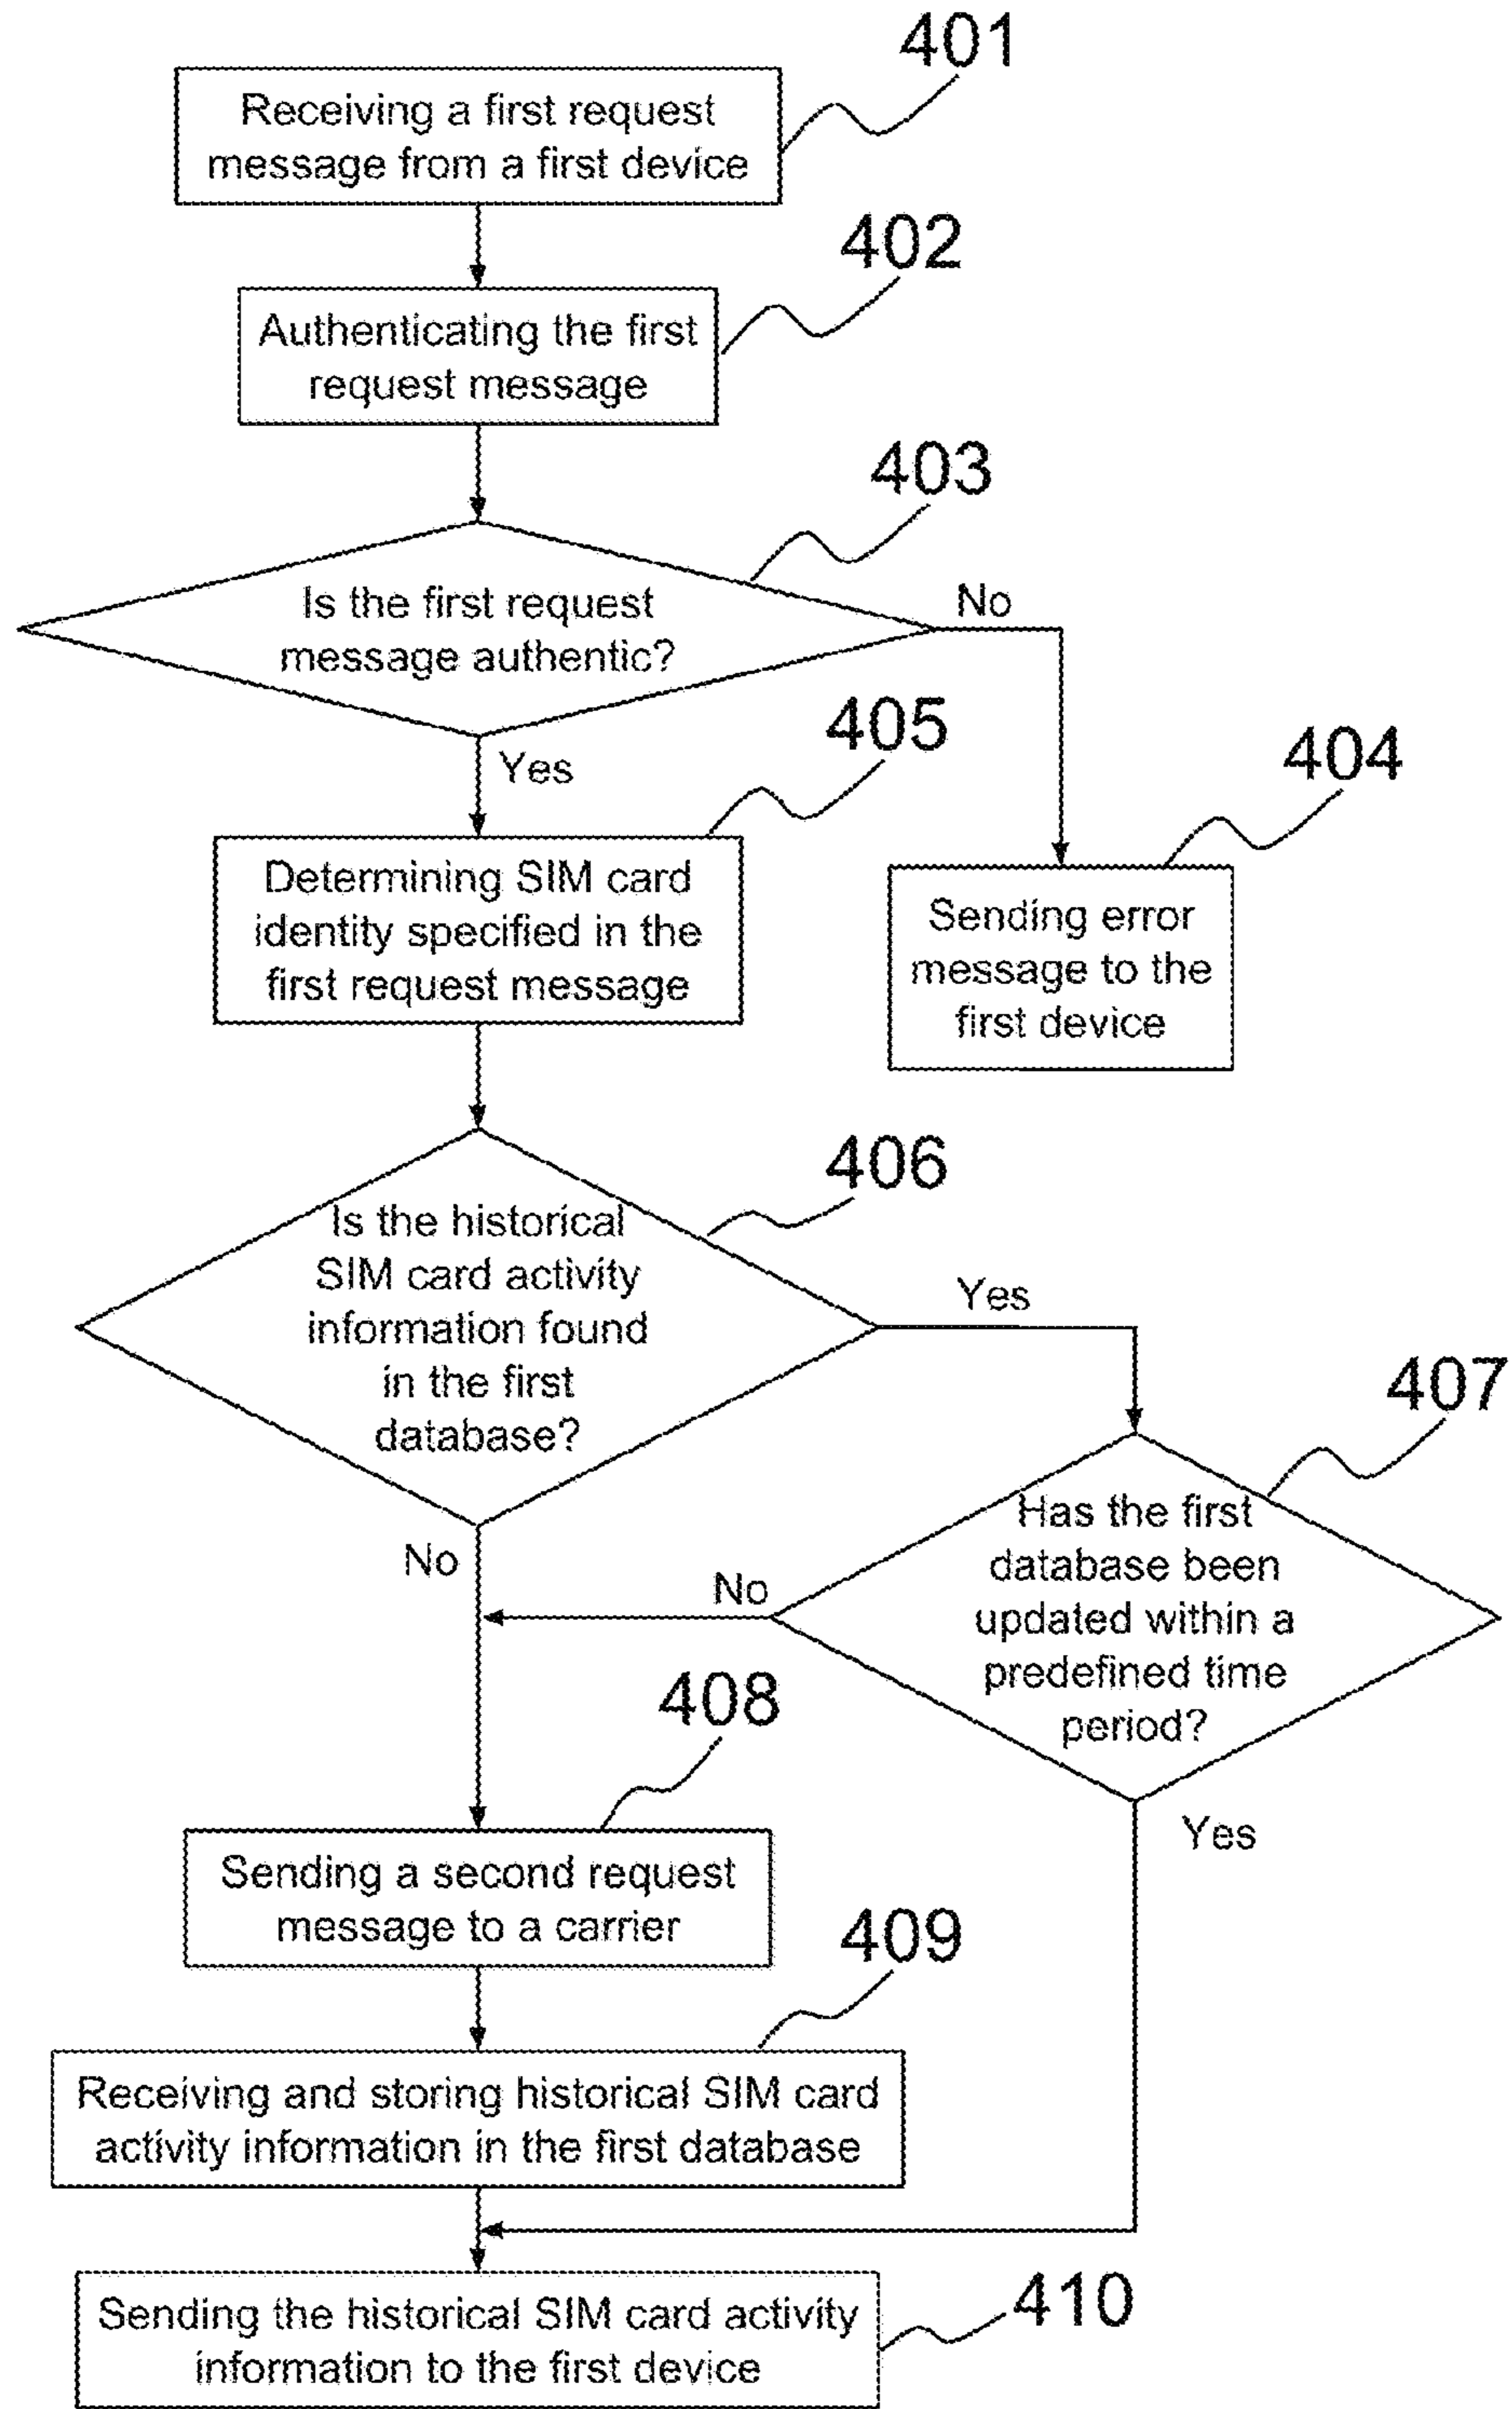 401
Receiving a first request
message from a first device
402
Authenticating the first
request message
403
Is the first request
message authentic?
No
Yes
405
404
Determining SIM card
identity specified in the
first request message
Sending error
message to the
first device
406
Is the historical
SIM card activity
information found
in the first
database?
Yes
No
407
Has the first
database been
updated within a
predefined time
period?
No
Yes
408
Sending a second request
message to a carrier
409
Receiving and storing historical SIM card
activity information in the first database
410
Sending the historical SIM card activity
information to the first device